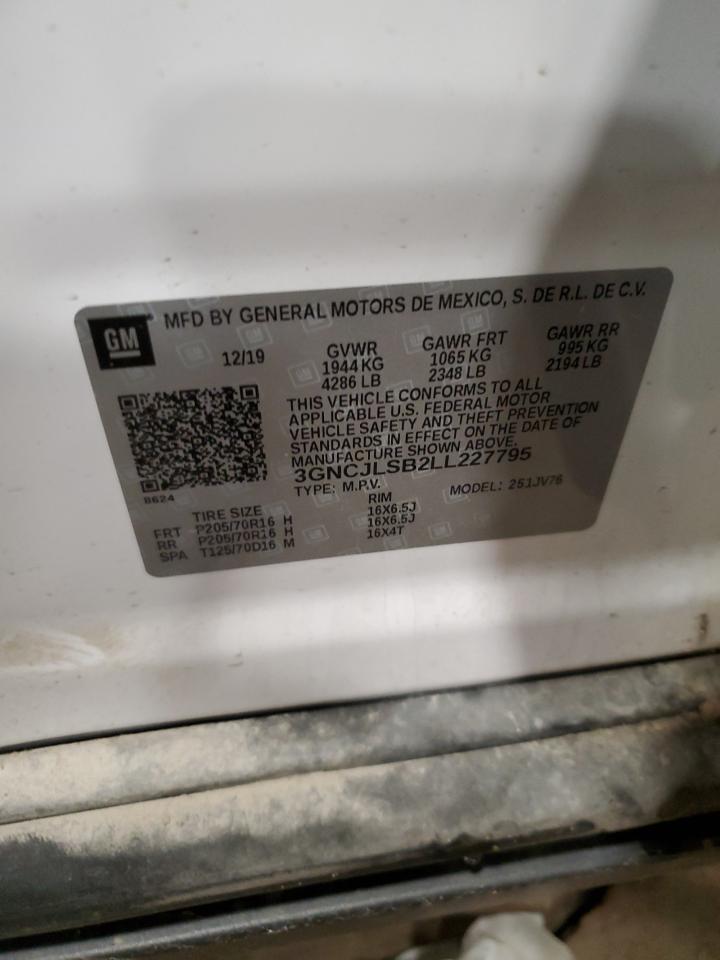 GM
MFD BY GENERAL MOTORS DE MEXICO, S. DE R.L. DE C.V.
12/19 GVWR GAWR FRT GAWR RR
1944 KG 1065 KG 995 KG
4286 LB 2348 LB 2194 LB
THIS VEHICLE CONFORMS TO ALL
APPLICABLE U.S. FEDERAL MOTOR
VEHICLE SAFETY AND THEFT PREVENTION
STANDARDS IN EFFECT ON THE DATE OF
MANUFACTURE SHOWN ABOVE.
3GNCJLSB2LL227795
TYPE: M.P.V. MODEL: 251JV76
8624
TIRE SIZE RIM
FRT P205/70R16 H 16X6.5J
RR P205/70R16 H 16X6.5J
SPA T125/70D16 M 16X4T